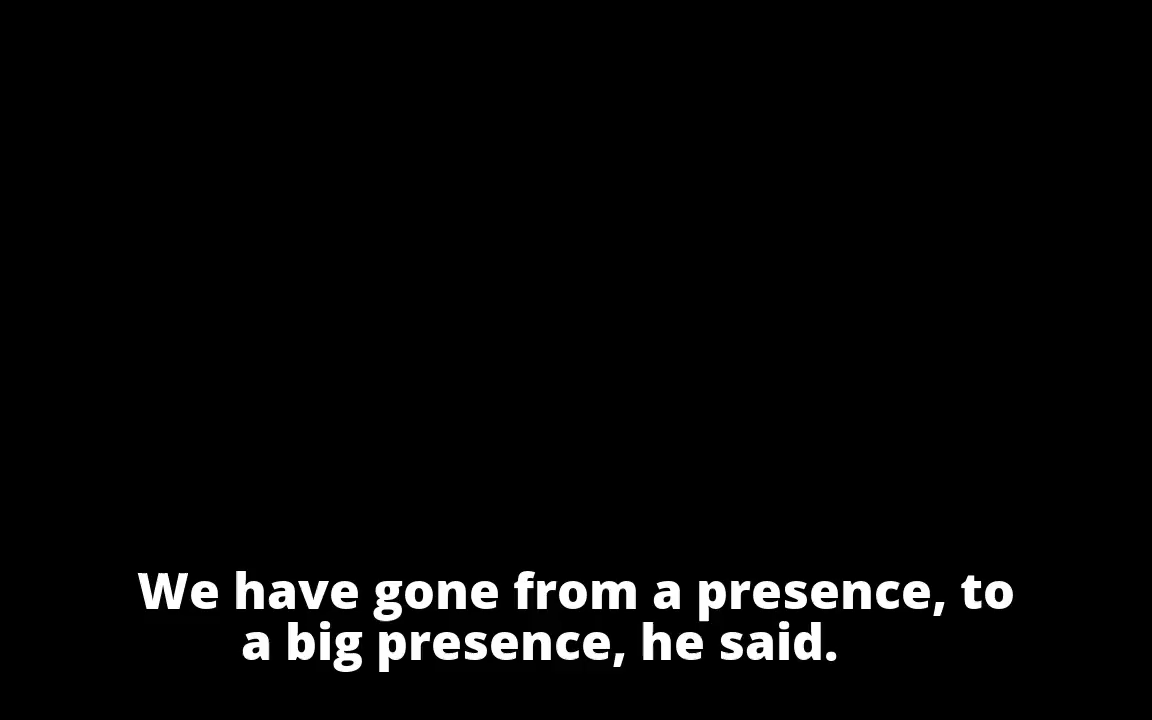 We have gone from a presence, to
a big presence, he said.